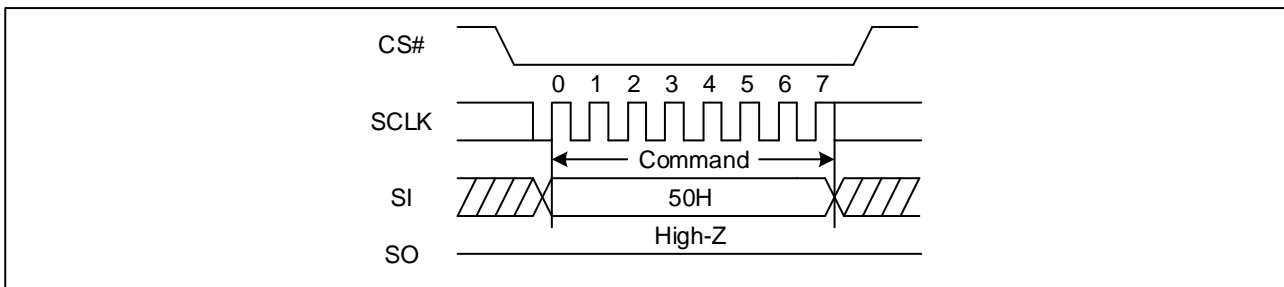 CS#
0 1 2 3 4 5 6 7
SCLK
Command
SI
50H
High-Z
SO